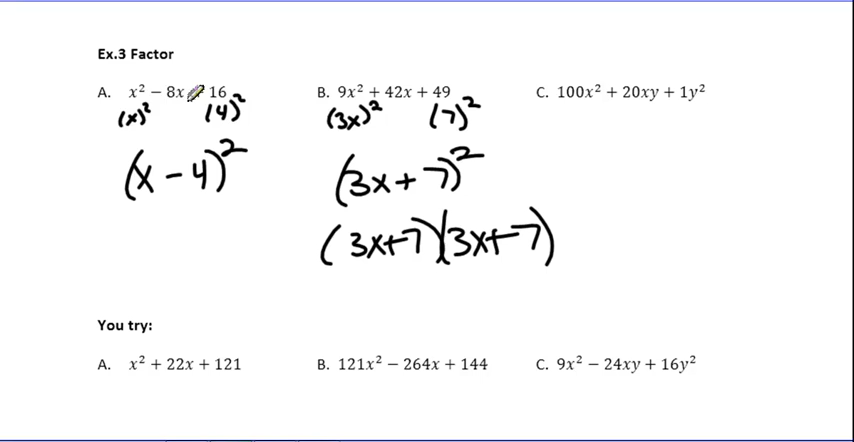 Ex.3 Factor
A. x² − 8x 16
B. 9x² + 42x + 49
C. 100x² + 20xy + 1y²
(x)² (4)²
(3x)² (7)²
(x − 4)²
(3x + 7)²
(3x+7)(3x+7)
You try:
A. x² + 22x + 121
B. 121x² − 264x + 144
C. 9x² − 24xy + 16y²